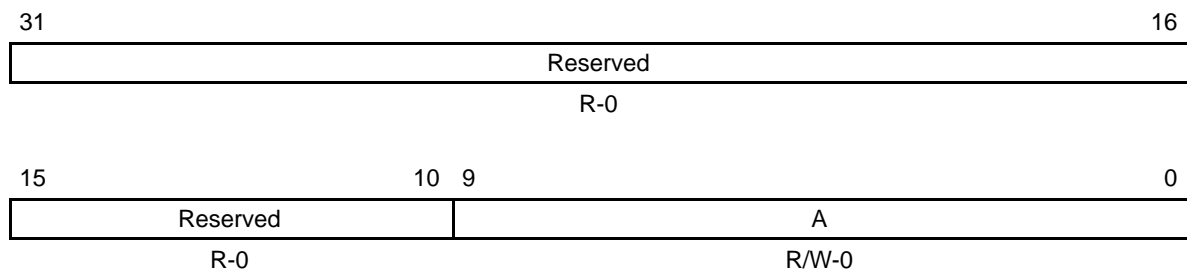 31 16
Reserved
R-0
15 10 9 0
Reserved A
R-0 R/W-0